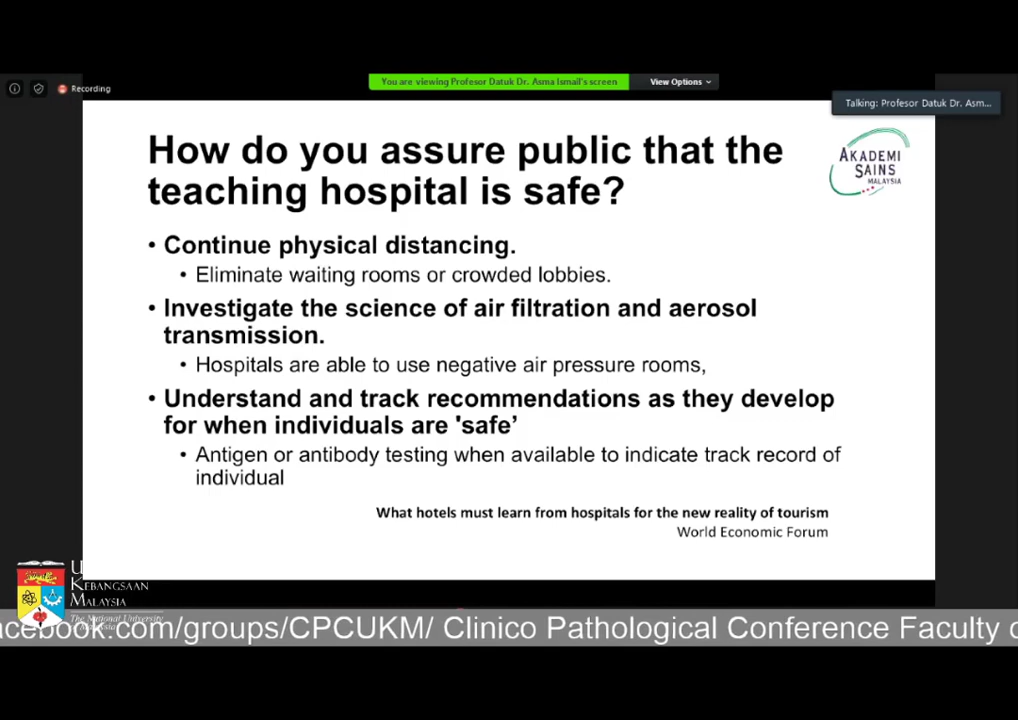 You are viewing Profesor Datuk Dr. Asma Ismail's screen
View Options
Recording
Talking: Profesor Datuk Dr. Asm...
How do you assure public that the
teaching hospital is safe?
AKADEMI
SAINS
MALAYSIA
• Continue physical distancing.
• Eliminate waiting rooms or crowded lobbies.
• Investigate the science of air filtration and aerosol
transmission.
• Hospitals are able to use negative air pressure rooms,
• Understand and track recommendations as they develop
for when individuals are 'safe’
• Antigen or antibody testing when available to indicate track record of
individual
What hotels must learn from hospitals for the new reality of tourism
World Economic Forum
U
KEBANGSAAN
MALAYSIA
The National University
acebook.com/groups/CPCUKM/ Clinico Pathological Conference Faculty